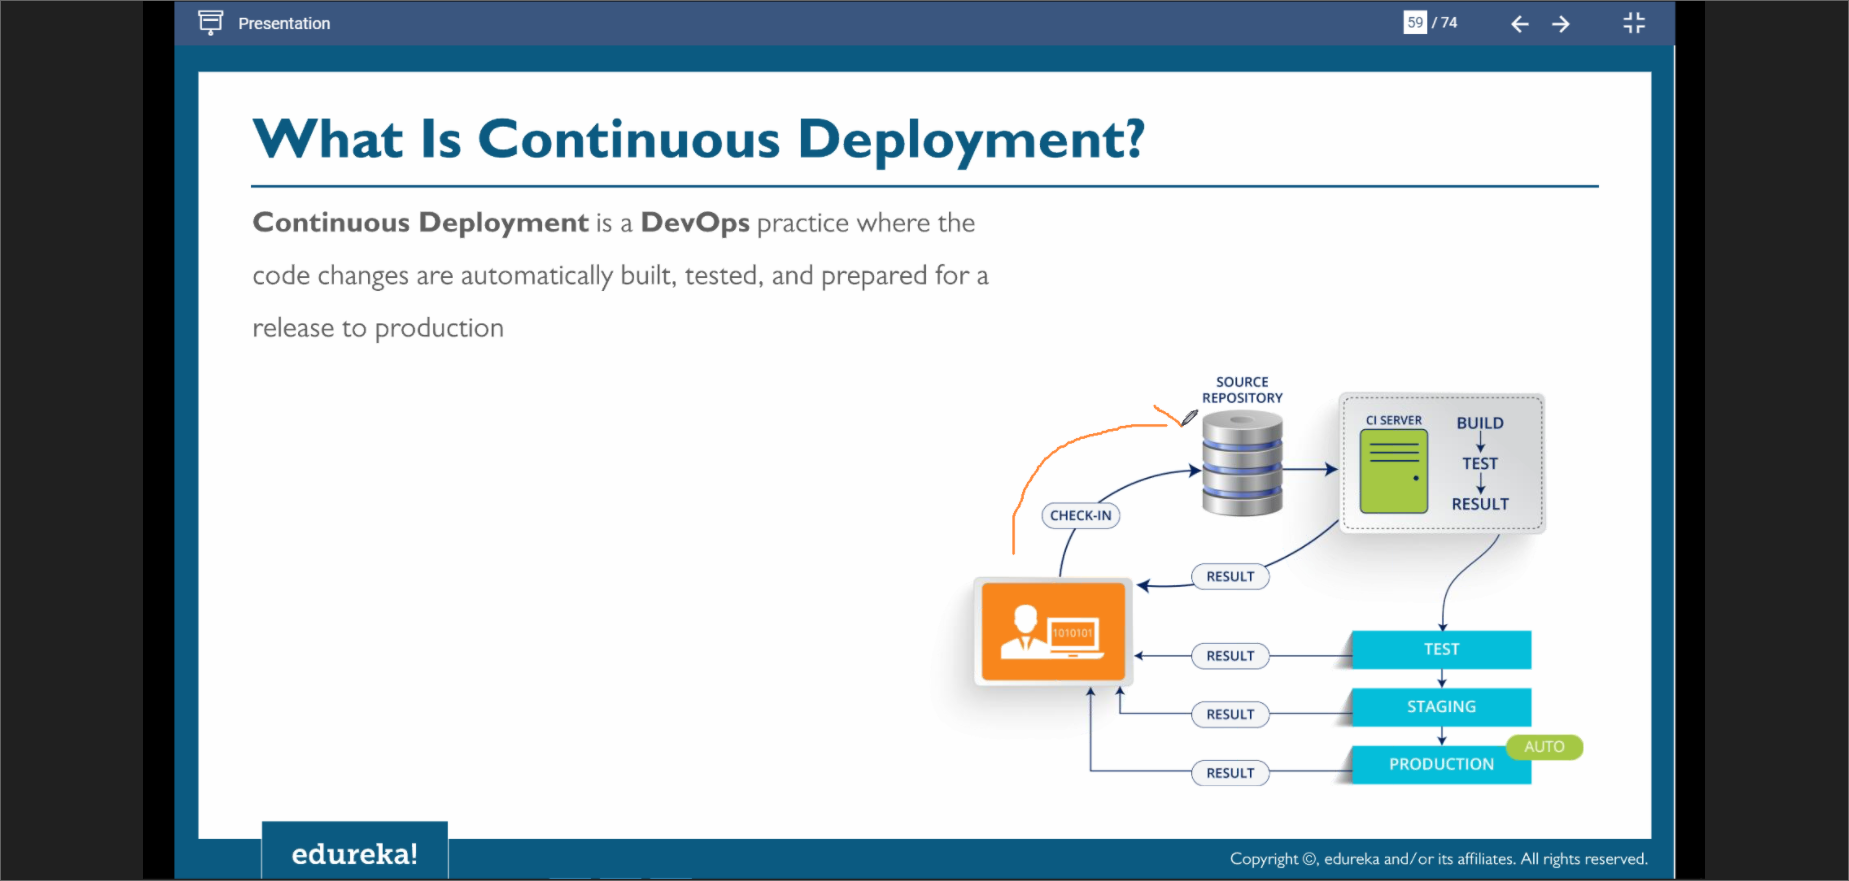 Presentation
59 / 74
What Is Continuous Deployment?
Continuous Deployment is a DevOps practice where the
code changes are automatically built, tested, and prepared for a
release to production
SOURCE
REPOSITORY
CI SERVER
BUILD
TEST
RESULT
CHECK-IN
RESULT
1010101
RESULT
TEST
RESULT
STAGING
RESULT
PRODUCTION
AUTO
edureka!
Copyright ©, edureka and/or its affiliates. All rights reserved.